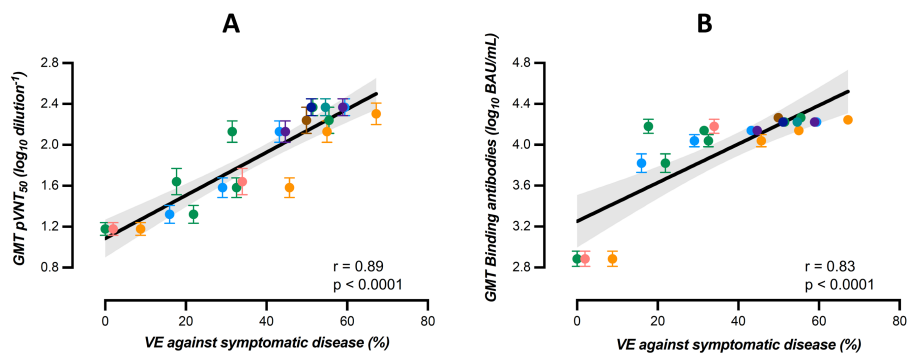 A
GMT pVNT50 (log10 dilution-1)
2.8
2.4
2.0
1.6
1.2
0.8
r = 0.89
p < 0.0001
0 20 40 60 80
VE against symptomatic disease (%)
B
GMT Binding antibodies (log10 BAU/mL)
5.2
4.8
4.4
4.0
3.6
3.2
2.8
r = 0.83
p < 0.0001
0 20 40 60 80
VE against symptomatic disease (%)